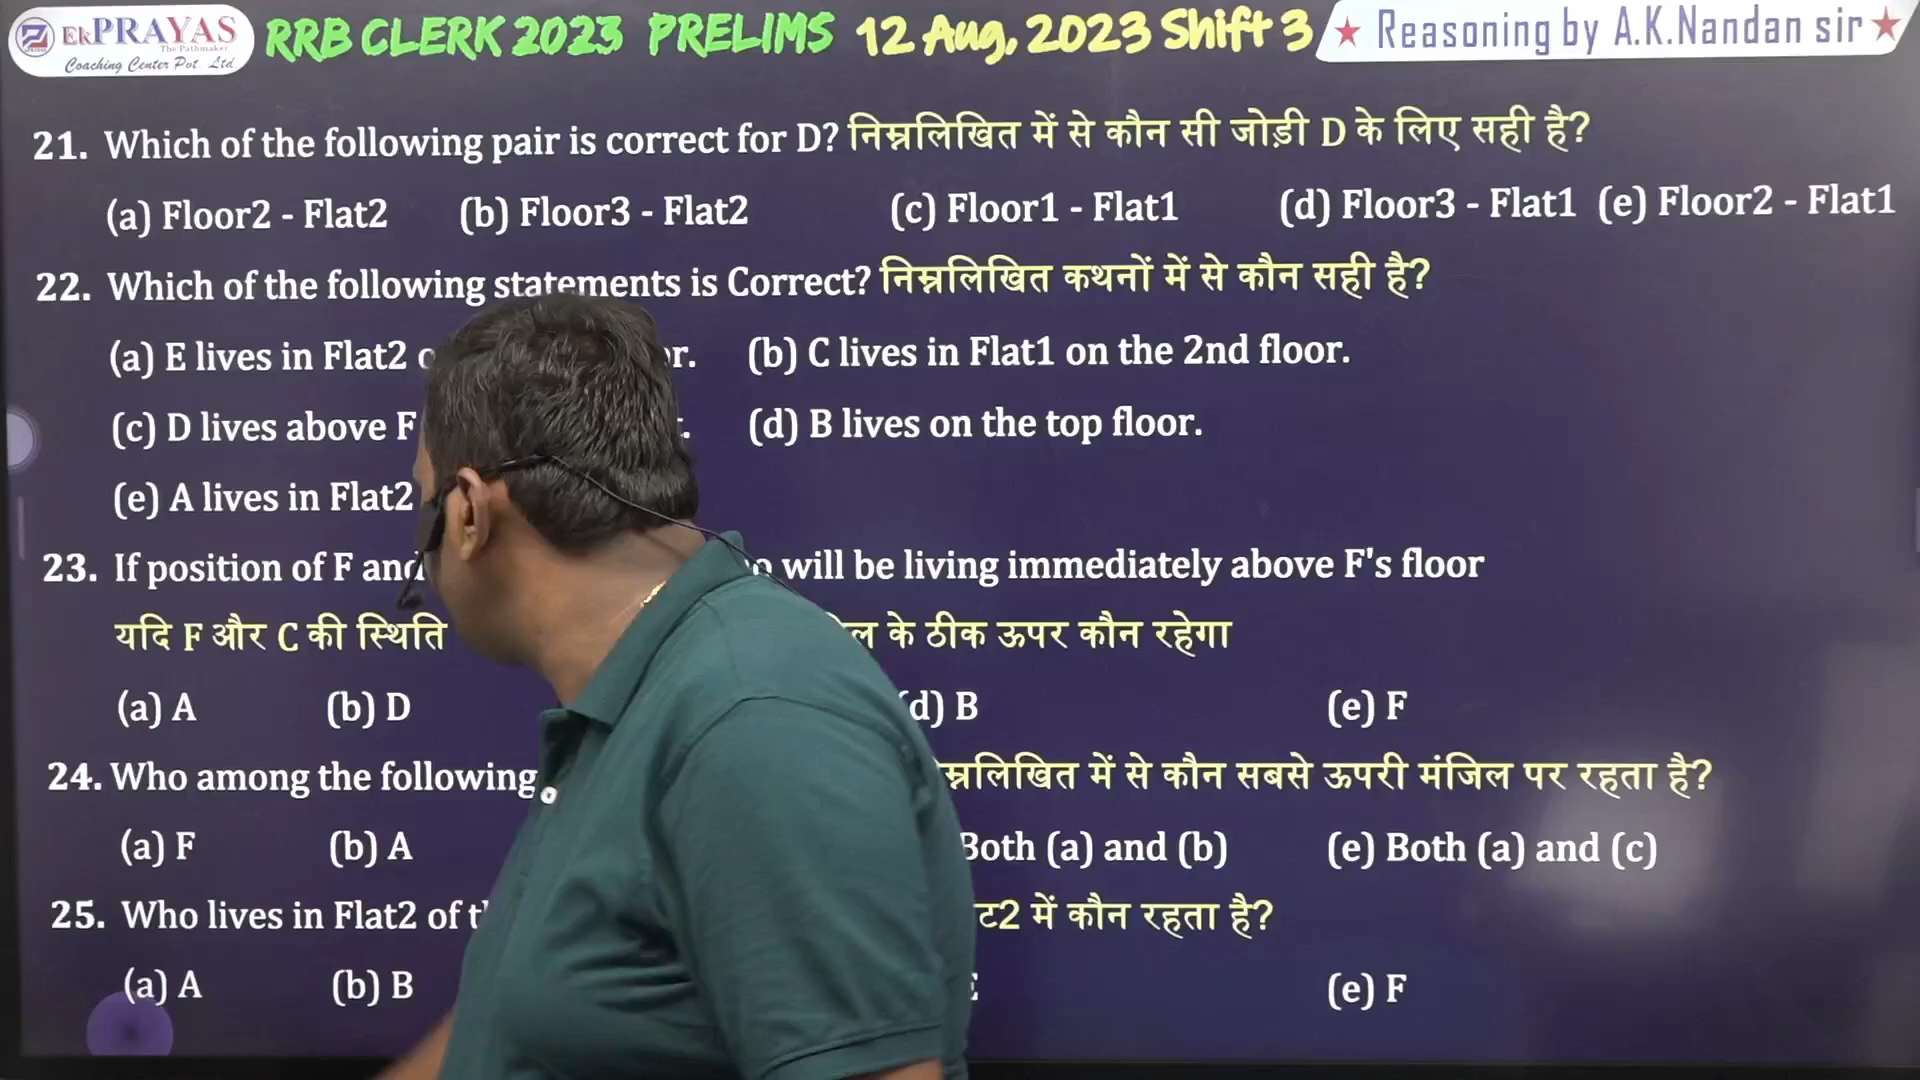 EkPRAYAS
The Pathmaker
Coaching Center Pvt. Ltd
RRB CLERK 2023 PRELIMS 12 Aug, 2023 Shift 3
★ Reasoning by A.K.Nandan sir ★
21. Which of the following pair is correct for D? निम्नलिखित में से कौन सी जोड़ी D के लिए सही है?
(a) Floor2 - Flat2 (b) Floor3 - Flat2 (c) Floor1 - Flat1 (d) Floor3 - Flat1 (e) Floor2 - Flat1
22. Which of the following statements is Correct? निम्नलिखित कथनों में से कौन सही है?
(a) E lives in Flat2 (b) C lives in Flat1 on the 2nd floor.
(c) D lives above F (d) B lives on the top floor.
(e) A lives in Flat2
23. If position of F and will be living immediately above F's floor
यदि F और C की स्थिति के ठीक ऊपर कौन रहेगा
(a) A (b) D (d) B (e) F
24. Who among the following में से कौन सबसे ऊपरी मंजिल पर रहता है?
(a) F (b) A Both (a) and (b) (e) Both (a) and (c)
25. Who lives in Flat2 of में कौन रहता है?
(a) A (b) B (e) F